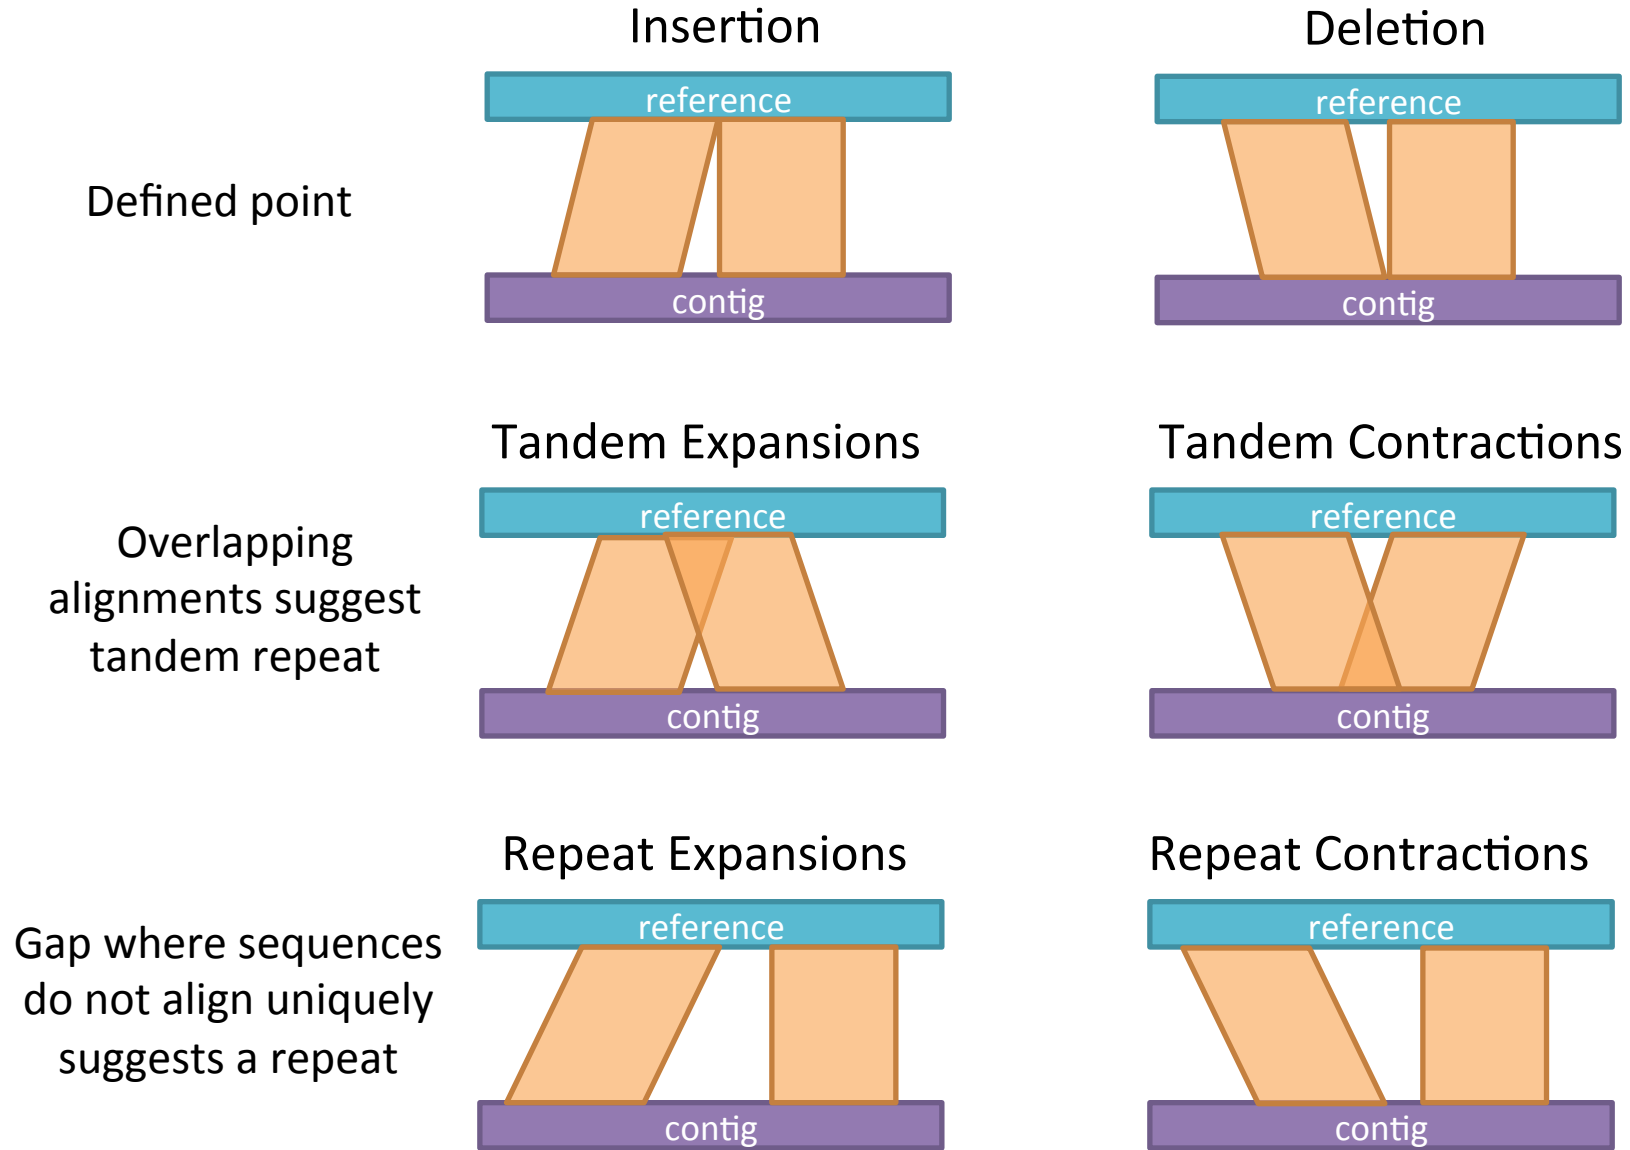 Insertion
Deletion
reference
reference
Defined point
contig
contig
Tandem Expansions
Tandem Contractions
reference
reference
Overlapping
alignments suggest
tandem repeat
contig
contig
Repeat Expansions
Repeat Contractions
reference
reference
Gap where sequences
do not align uniquely
suggests a repeat
contig
contig